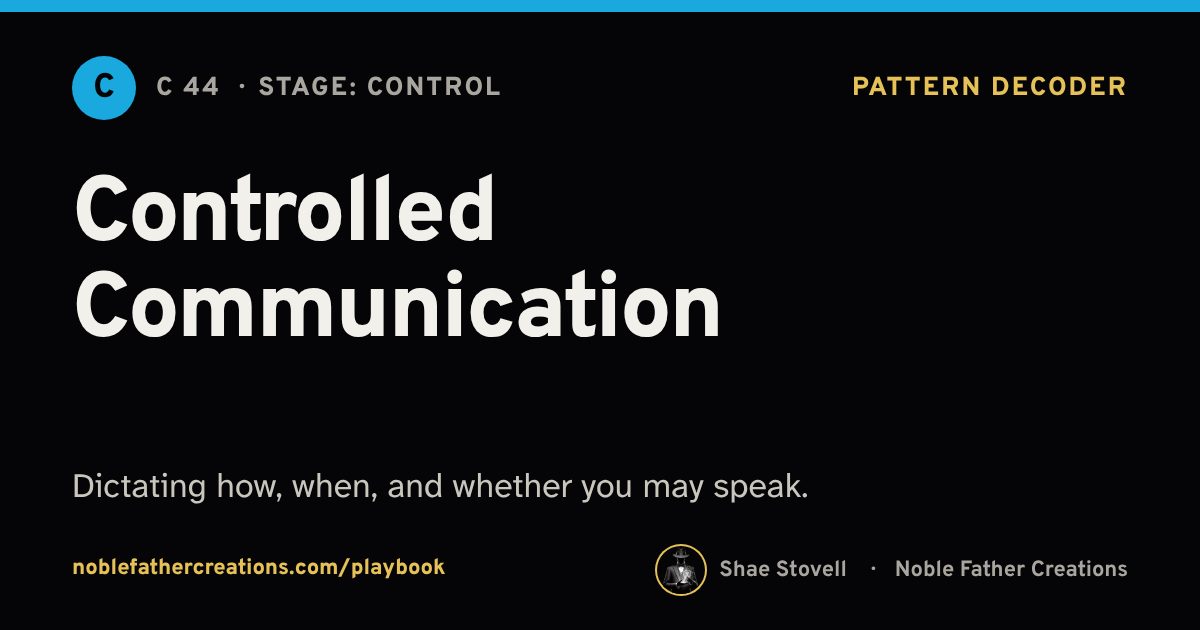 C
C 44 · STAGE: CONTROL
PATTERN DECODER
Controlled
Communication
Dictating how, when, and whether you may speak.
noblefathercreations.com/playbook
Shae Stovell · Noble Father Creations